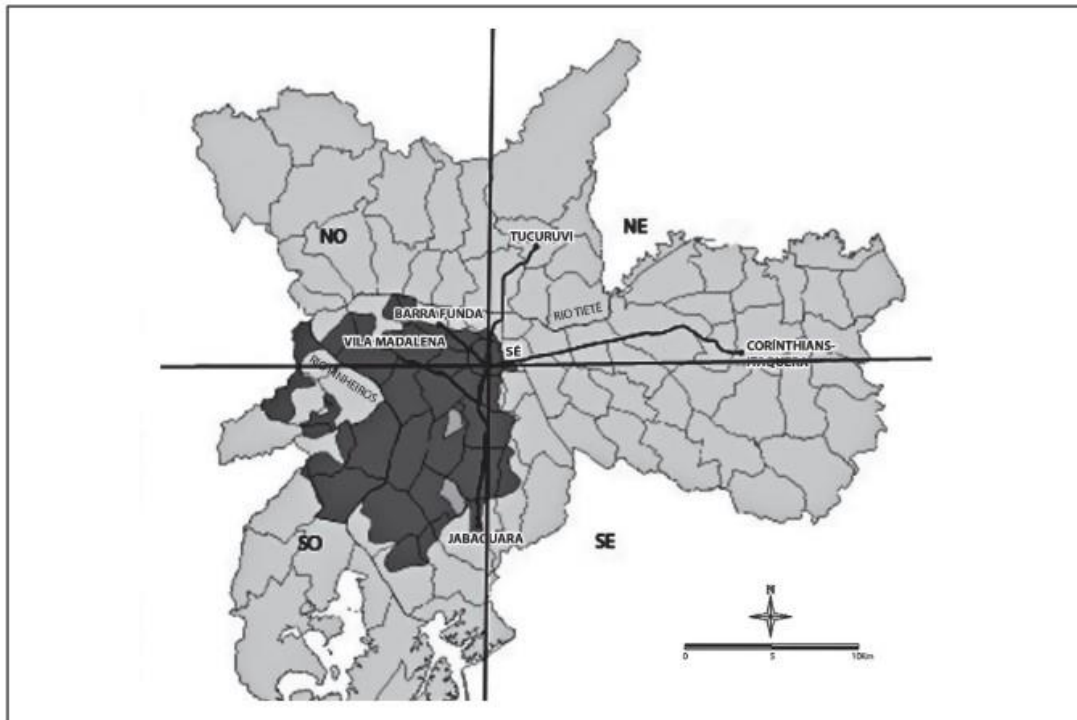 NO
NE
TUCURUVI
RIO TIETÊ
BARRA FUNDA
VILA MADALENA
SÉ
CORÍNTHIANS-
ITAQUERA
RIO PINHEIROS
JABAQUARA
SO
SE
N
0 5 10Km